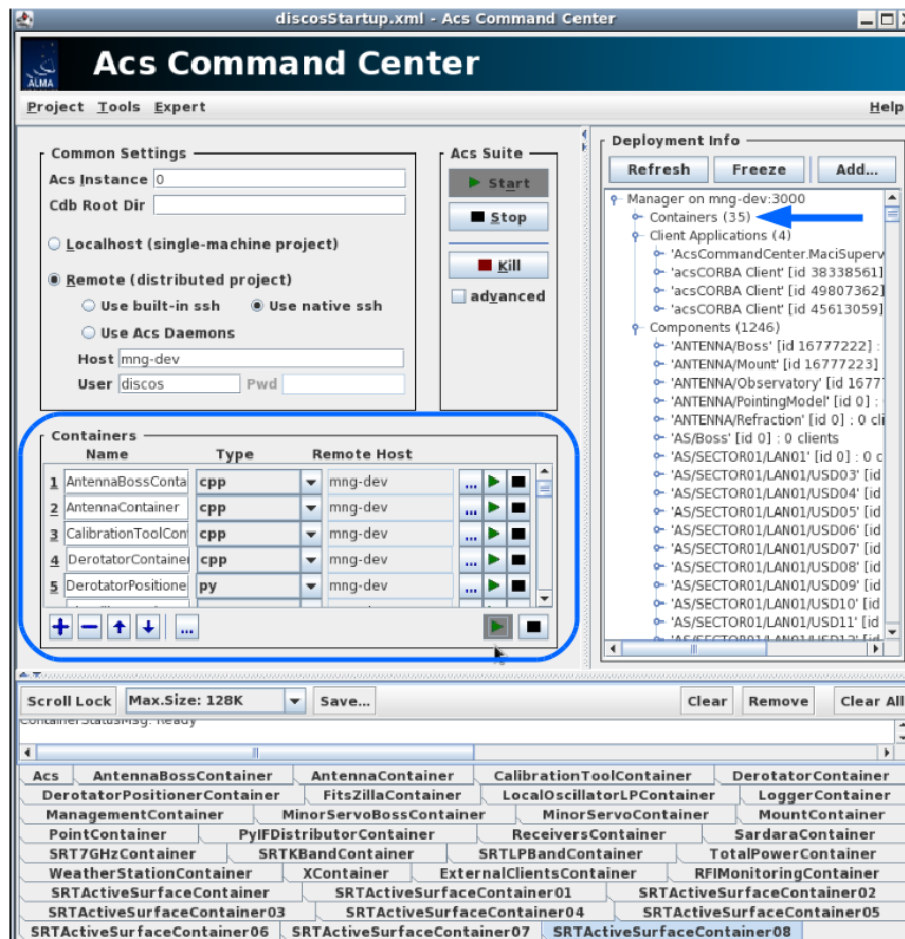 discosStartup.xml - Acs Command Center
ALMA
Acs Command Center
Project Tools Expert Help
Common Settings
Acs Instance 0
Cdb Root Dir
Localhost (single-machine project)
Remote (distributed project)
Use built-in ssh Use native ssh
Use Acs Daemons
Host mng-dev
User discos Pwd
Acs Suite
Start
Stop
Kill
advanced
Deployment Info
Refresh Freeze Add...
Manager on mng-dev:3000
Containers (35)
Client Applications (4)
'AcsCommandCenter.MaciSuperv
'acsCORBA Client' [id 38338561]
'acsCORBA Client' [id 49807362]
'acsCORBA Client' [id 45613059]
Components (1246)
'ANTENNA/Boss' [id 16777222] :
'ANTENNA/Mount' [id 16777223]
'ANTENNA/Observatory' [id 1677
'ANTENNA/PointingModel' [id 0] :
'ANTENNA/Refraction' [id 0] : 0 cli
'AS/Boss' [id 0] : 0 clients
'AS/SECTOR01/LAN01' [id 0] : 0 c
'AS/SECTOR01/LAN01/USD03' [id
'AS/SECTOR01/LAN01/USD04' [id
'AS/SECTOR01/LAN01/USD05' [id
'AS/SECTOR01/LAN01/USD06' [id
'AS/SECTOR01/LAN01/USD07' [id
'AS/SECTOR01/LAN01/USD08' [id
'AS/SECTOR01/LAN01/USD09' [id
'AS/SECTOR01/LAN01/USD10' [id
'AS/SECTOR01/LAN01/USD11' [id
'AS/SECTOR01/LAN01/USD12' [id
Containers
Name Type Remote Host
1 AntennaBossConta cpp mng-dev ...
2 AntennaContainer cpp mng-dev ...
3 CalibrationToolCon cpp mng-dev ...
4 DerotatorContainer cpp mng-dev ...
5 DerotatorPositione py mng-dev ...
...
Scroll Lock Max.Size: 128K Save... Clear Remove Clear All
ContainerStatusMsg: Ready
Acs AntennaBossContainer AntennaContainer CalibrationToolContainer DerotatorContainer
DerotatorPositionerContainer FitsZillaContainer LocalOscillatorLPContainer LoggerContainer
ManagementContainer MinorServoBossContainer MinorServoContainer MountContainer
PointContainer PyIFDistributorContainer ReceiversContainer SardaraContainer
SRT7GHzContainer SRTKBandContainer SRTLPBandContainer TotalPowerContainer
WeatherStationContainer XContainer ExternalClientsContainer RFIMonitoringContainer
SRTActiveSurfaceContainer SRTActiveSurfaceContainer01 SRTActiveSurfaceContainer02
SRTActiveSurfaceContainer03 SRTActiveSurfaceContainer04 SRTActiveSurfaceContainer05
SRTActiveSurfaceContainer06 SRTActiveSurfaceContainer07 SRTActiveSurfaceContainer08